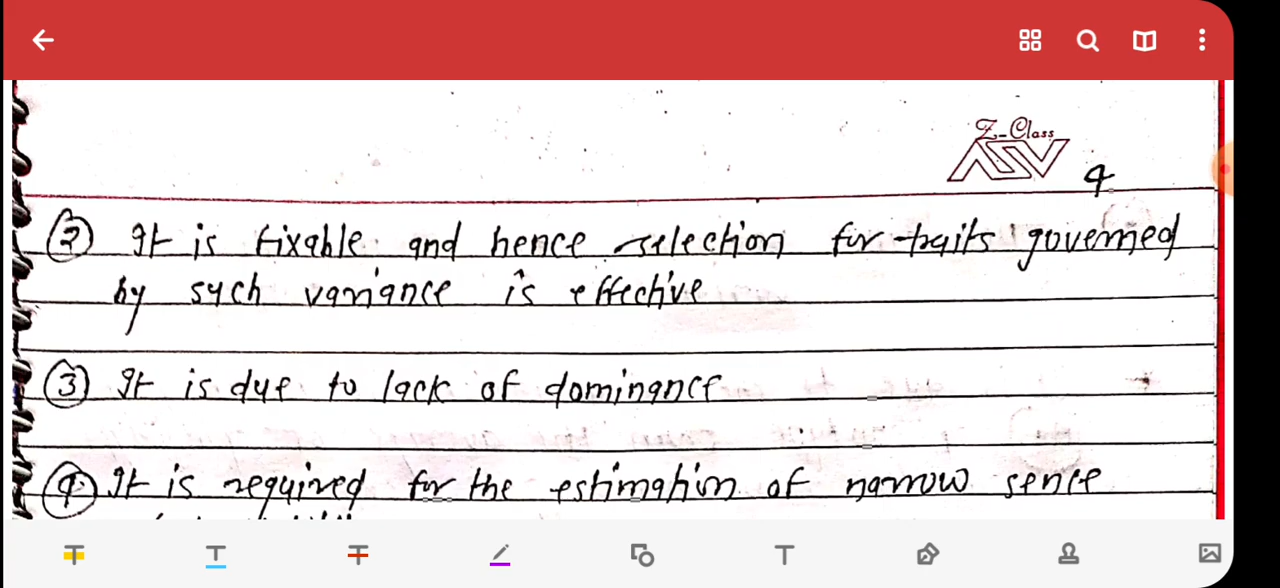 Z-Class
ASV 4
② It is fixable and hence selection for traits governed
by such variance is effective
③ It is due to lack of dominance
④ It is required for the estimation of narrow sence
T T T T